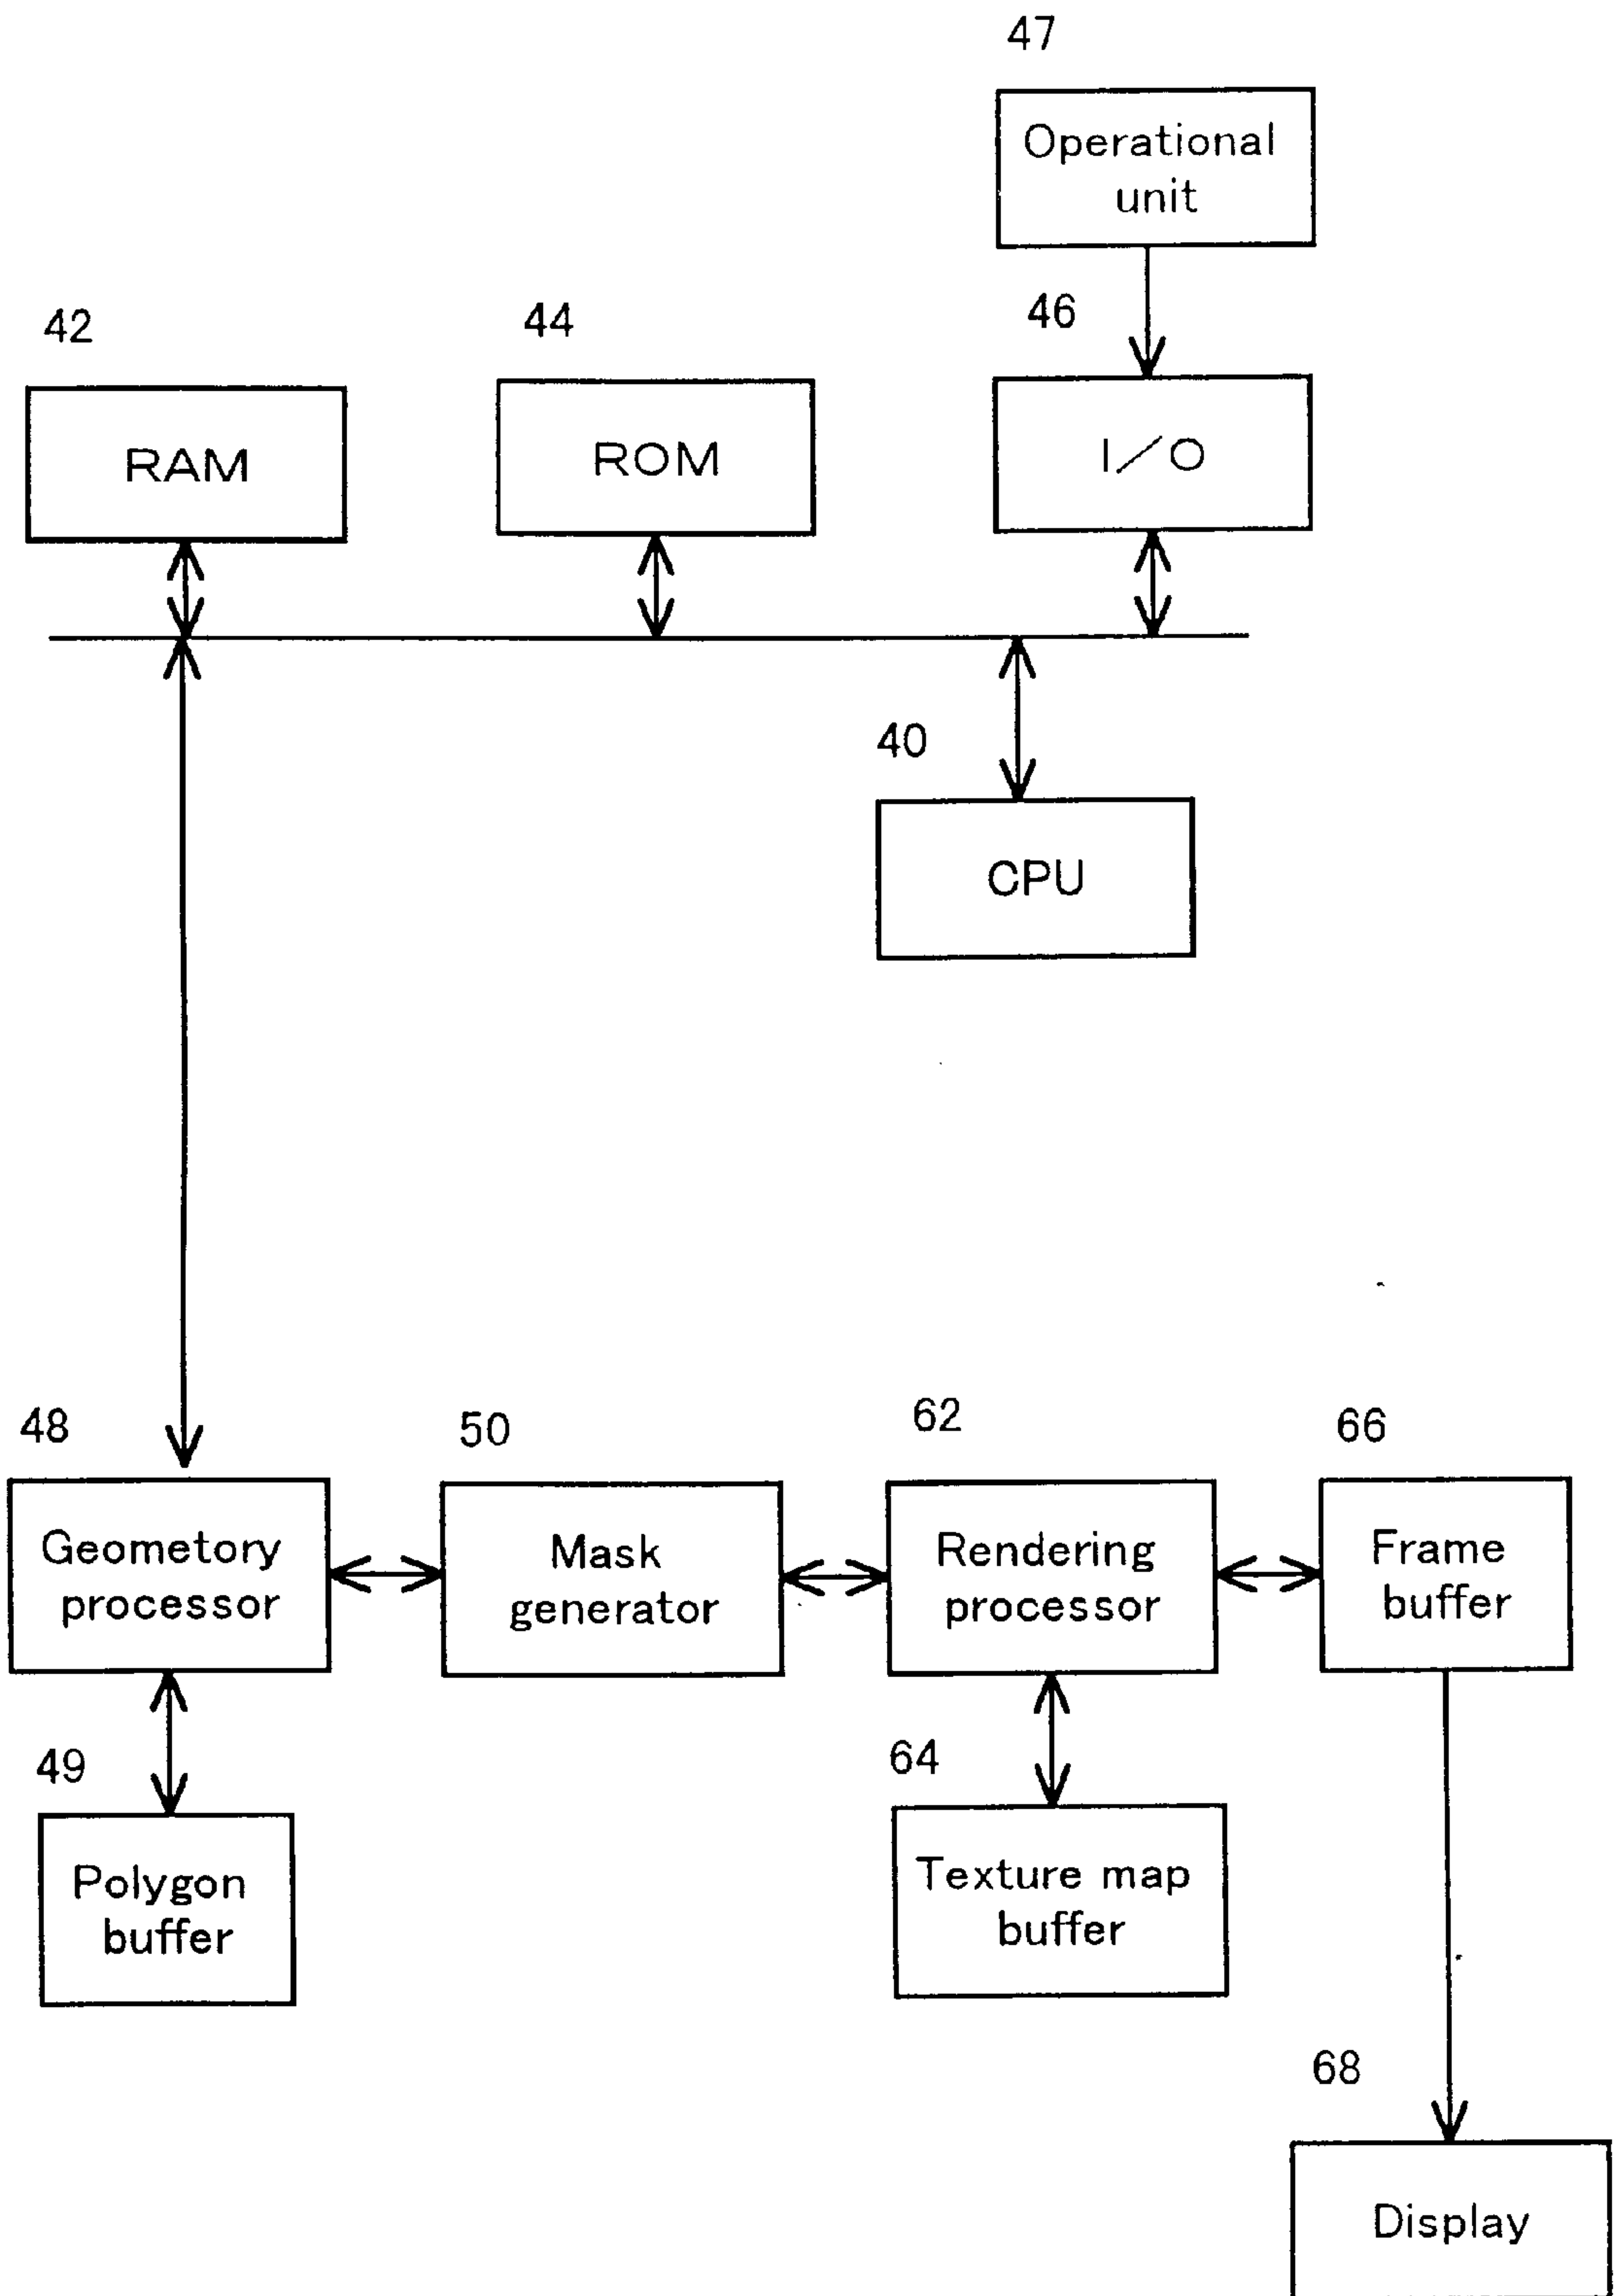 47
Operational
unit
42
44
46
RAM
ROM
I/O
40
CPU
48
50
62
66
Geometory
processor
Mask
generator
Rendering
processor
Frame
buffer
49
64
Polygon
buffer
Texture map
buffer
68
Display